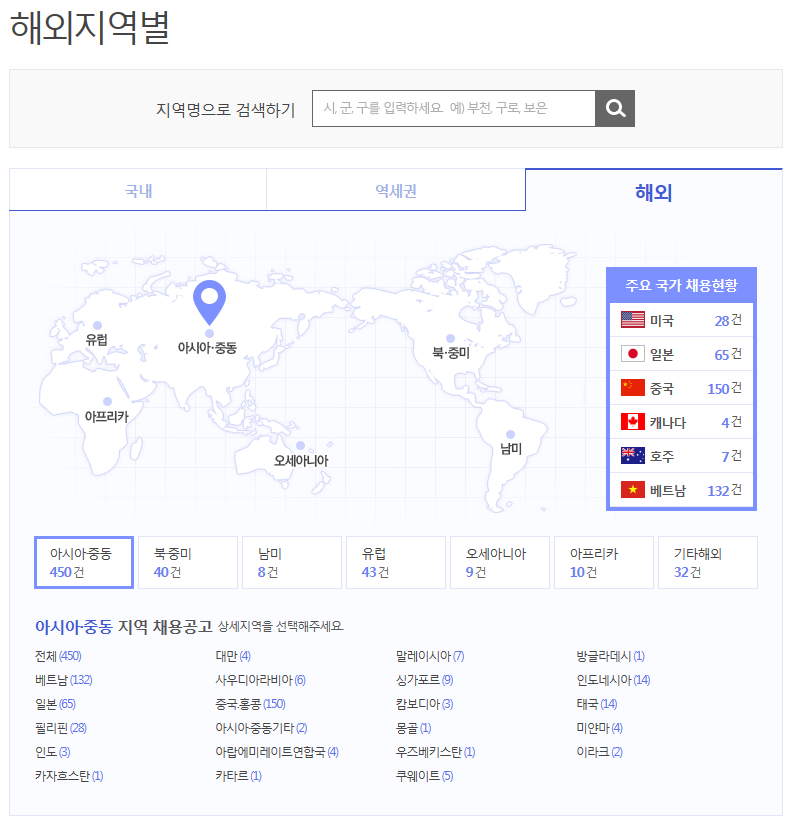 해외지역별
지역명으로 검색하기
시, 군, 구를 입력하세요. 예) 부천, 구로, 보은
국내
역세권
해외
유럽
아시아·중동
북·중미
아프리카
오세아니아
남미
주요 국가 채용현황
미국 28건
일본 65건
중국 150건
캐나다 4건
호주 7건
베트남 132건
아시아·중동
450건
북·중미
40건
남미
8건
유럽
43건
오세아니아
9건
아프리카
10건
기타해외
32건
아시아·중동 지역 채용공고 상세지역을 선택해주세요.
전체 (450) 대만 (4) 말레이시아 (7) 방글라데시 (1)
베트남 (132) 사우디아라비아 (6) 싱가포르 (9) 인도네시아 (14)
일본 (65) 중국.홍콩 (150) 캄보디아 (3) 태국 (14)
필리핀 (28) 아시아·중동기타 (2) 몽골 (1) 미얀마 (4)
인도 (3) 아랍에미레이트연합국 (4) 우즈베키스탄 (1) 이라크 (2)
카자흐스탄 (1) 카타르 (1) 쿠웨이트 (5)